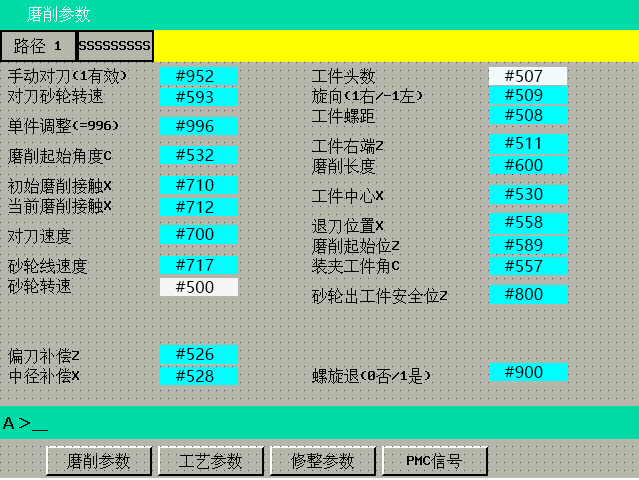 磨削参数
路径 1 SSSSSSSSS
手动对刀(1有效) #952
对刀砂轮转速 #593
单件调整(=996) #996
磨削起始角度C #532
初始磨削接触X #710
当前磨削接触X #712
对刀速度 #700
砂轮线速度 #717
砂轮转速 #500
偏刀补偿Z #526
中径补偿X #528
工件头数 #507
旋向(1右/-1左) #509
工件螺距 #508
工件右端Z #511
磨削长度 #600
工件中心X #530
退刀位置X #558
磨削起始位Z #589
装夹工件角C #557
砂轮出工件安全位Z #800
螺旋退(0否/1是) #900
A>_
磨削参数 工艺参数 修整参数 PMC信号